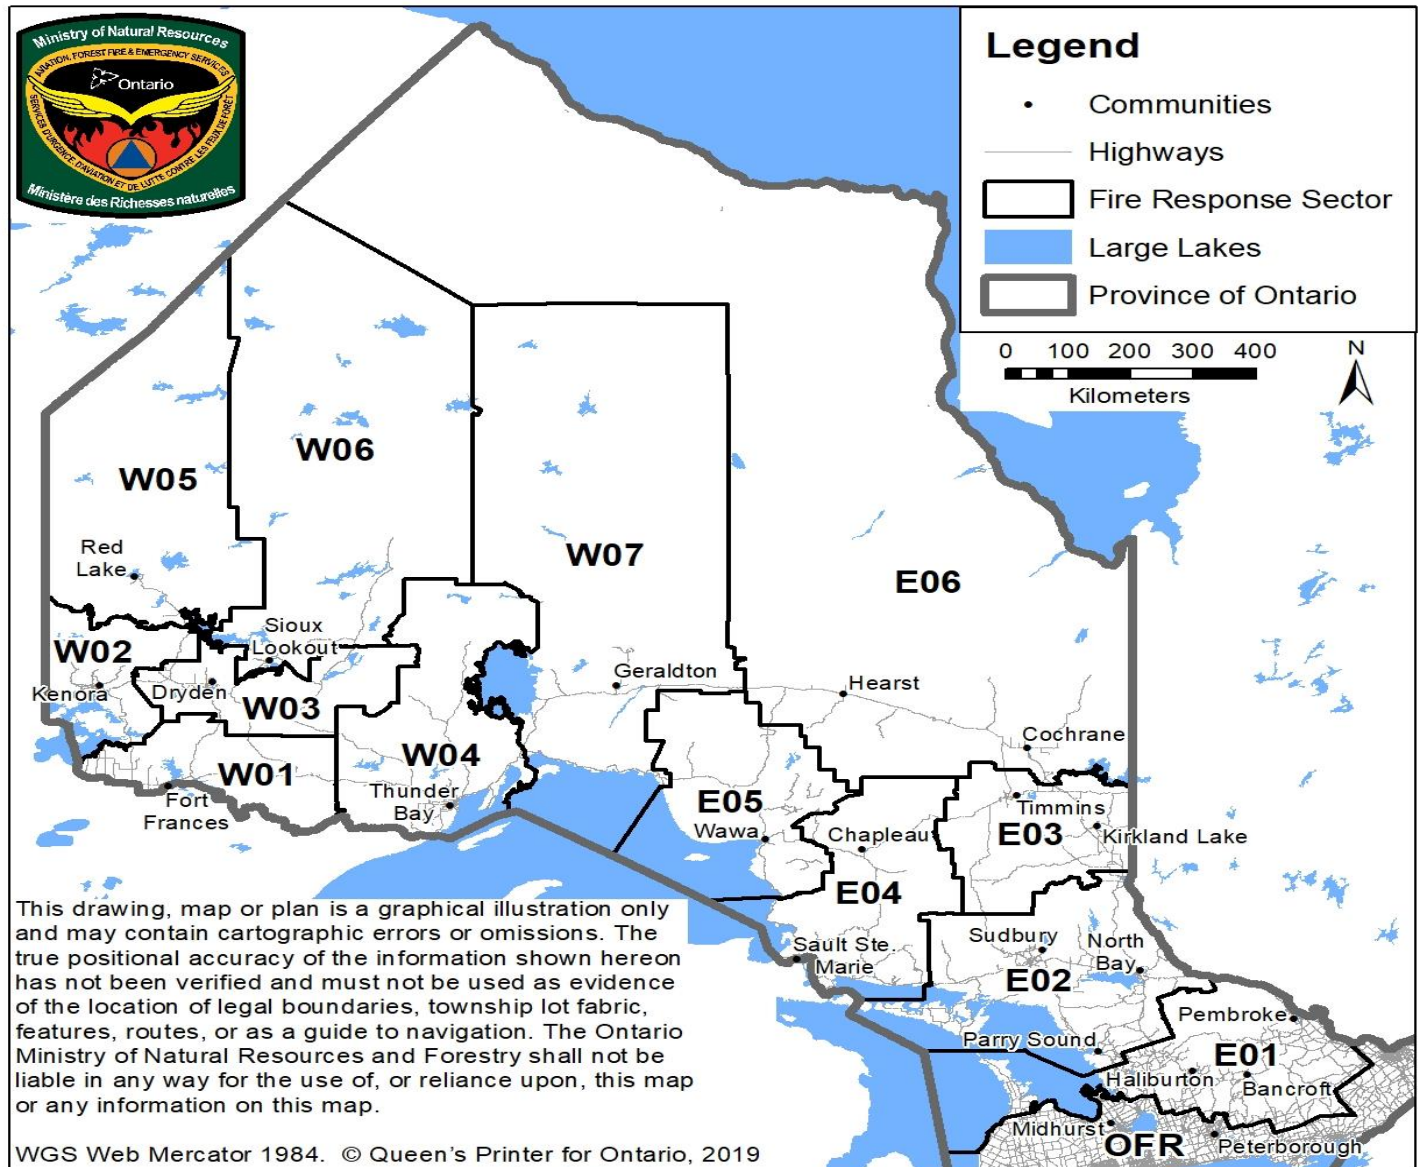 Ministry of Natural Resources
AVIATION, FOREST FIRE & EMERGENCY SERVICES
Ontario
SERVICES D'URGENCE, D'AVIATION ET DE LUTTE CONTRE LES FEUX DE FORÊT
Ministère des Richesses naturelles
Legend
Communities
Highways
Fire Response Sector
Large Lakes
Province of Ontario
0 100 200 300 400
Kilometers
N
W05
W06
W07
E06
Red
Lake
Sioux
Lookout
W02
Kenora
Dryden
W03
Geraldton
Hearst
W04
W01
Fort
Frances
Thunder
Bay
Cochrane
E05
Wawa
Chapleau
E04
Timmins
E03
Kirkland Lake
Sault Ste.
Marie
Sudbury
North
Bay
E02
Parry Sound
Pembroke
E01
Haliburton
Bancroft
Midhurst
OFR
Peterborough
This drawing, map or plan is a graphical illustration only
and may contain cartographic errors or omissions. The
true positional accuracy of the information shown hereon
has not been verified and must not be used as evidence
of the location of legal boundaries, township lot fabric,
features, routes, or as a guide to navigation. The Ontario
Ministry of Natural Resources and Forestry shall not be
liable in any way for the use of, or reliance upon, this map
or any information on this map.
WGS Web Mercator 1984. © Queen's Printer for Ontario, 2019